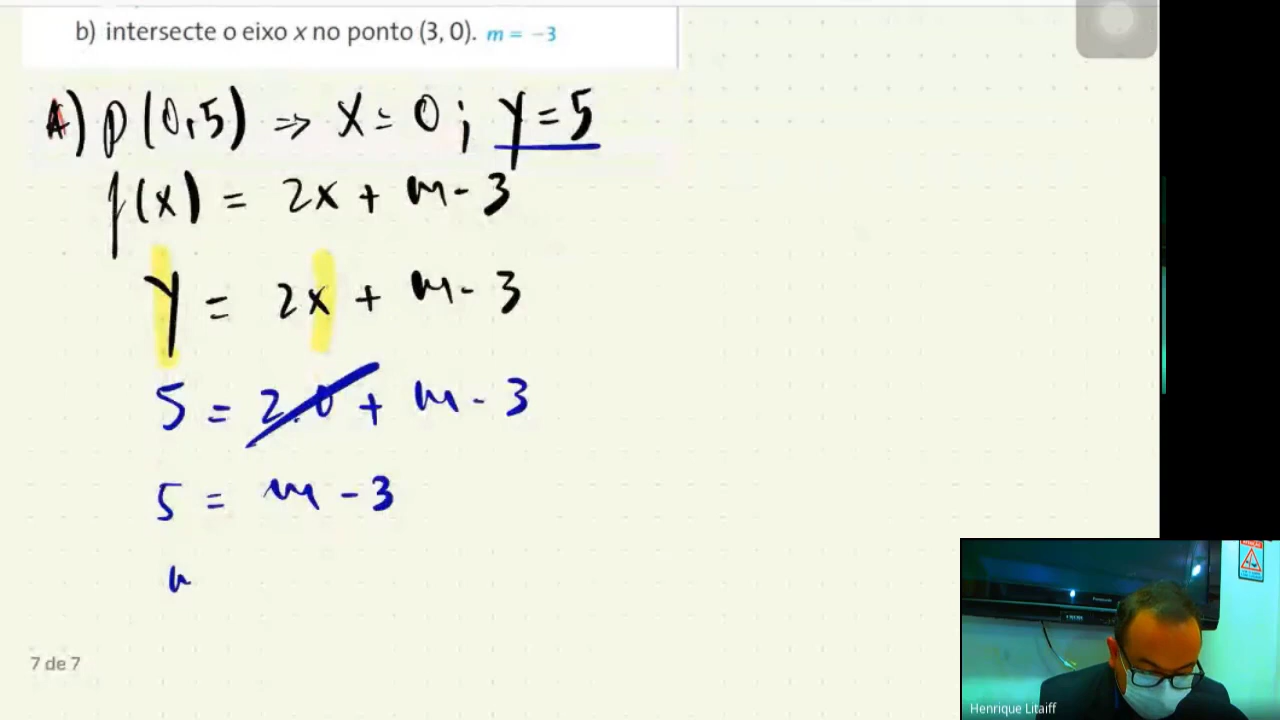 b) intersecte o eixo x no ponto (3, 0). m = -3
A) P(0,5) ⇒ X = 0 ; y = 5
f(x) = 2x + m - 3
y = 2x + m - 3
5 = 2.0 + m - 3
5 = m - 3
7 de 7
Henrique Litaiff